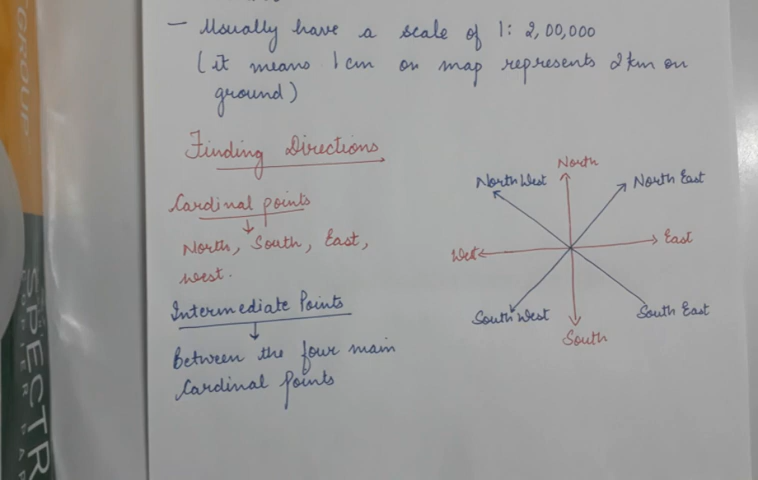 — Usually have a scale of 1: 2,00,000
(it means 1 cm on map represents 2km on
ground)
Finding Directions
Cardinal points
North, South, East,
west.
Intermediate Points
Between the four main
Cardinal Points
North
North West
North East
West
East
South West
South East
South
GROUP
SPECTR